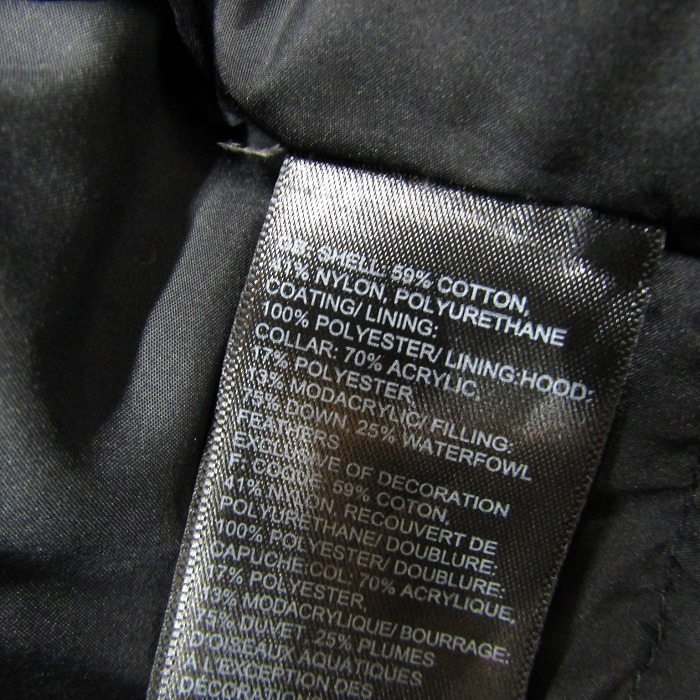 GB: SHELL: 59% COTTON,
41% NYLON, POLYURETHANE
COATING/ LINING:
100% POLYESTER/ LINING:HOOD:
COLLAR: 70% ACRYLIC,
17% POLYESTER,
13% MODACRYLIC/ FILLING:
75% DOWN, 25% WATERFOWL
FEATHERS
EXCLUSIVE OF DECORATION
F: COQUE: 59% COTON,
41% NYLON, RECOUVERT DE
POLYURETHANE/ DOUBLURE:
100% POLYESTER/ DOUBLURE:
CAPUCHE:COL: 70% ACRYLIQUE,
17% POLYESTER,
13% MODACRYLIQUE/ BOURRAGE:
75% DUVET, 25% PLUMES
D'OISEAUX AQUATIQUES
À L'EXCEPTION DES
DÉCORATION